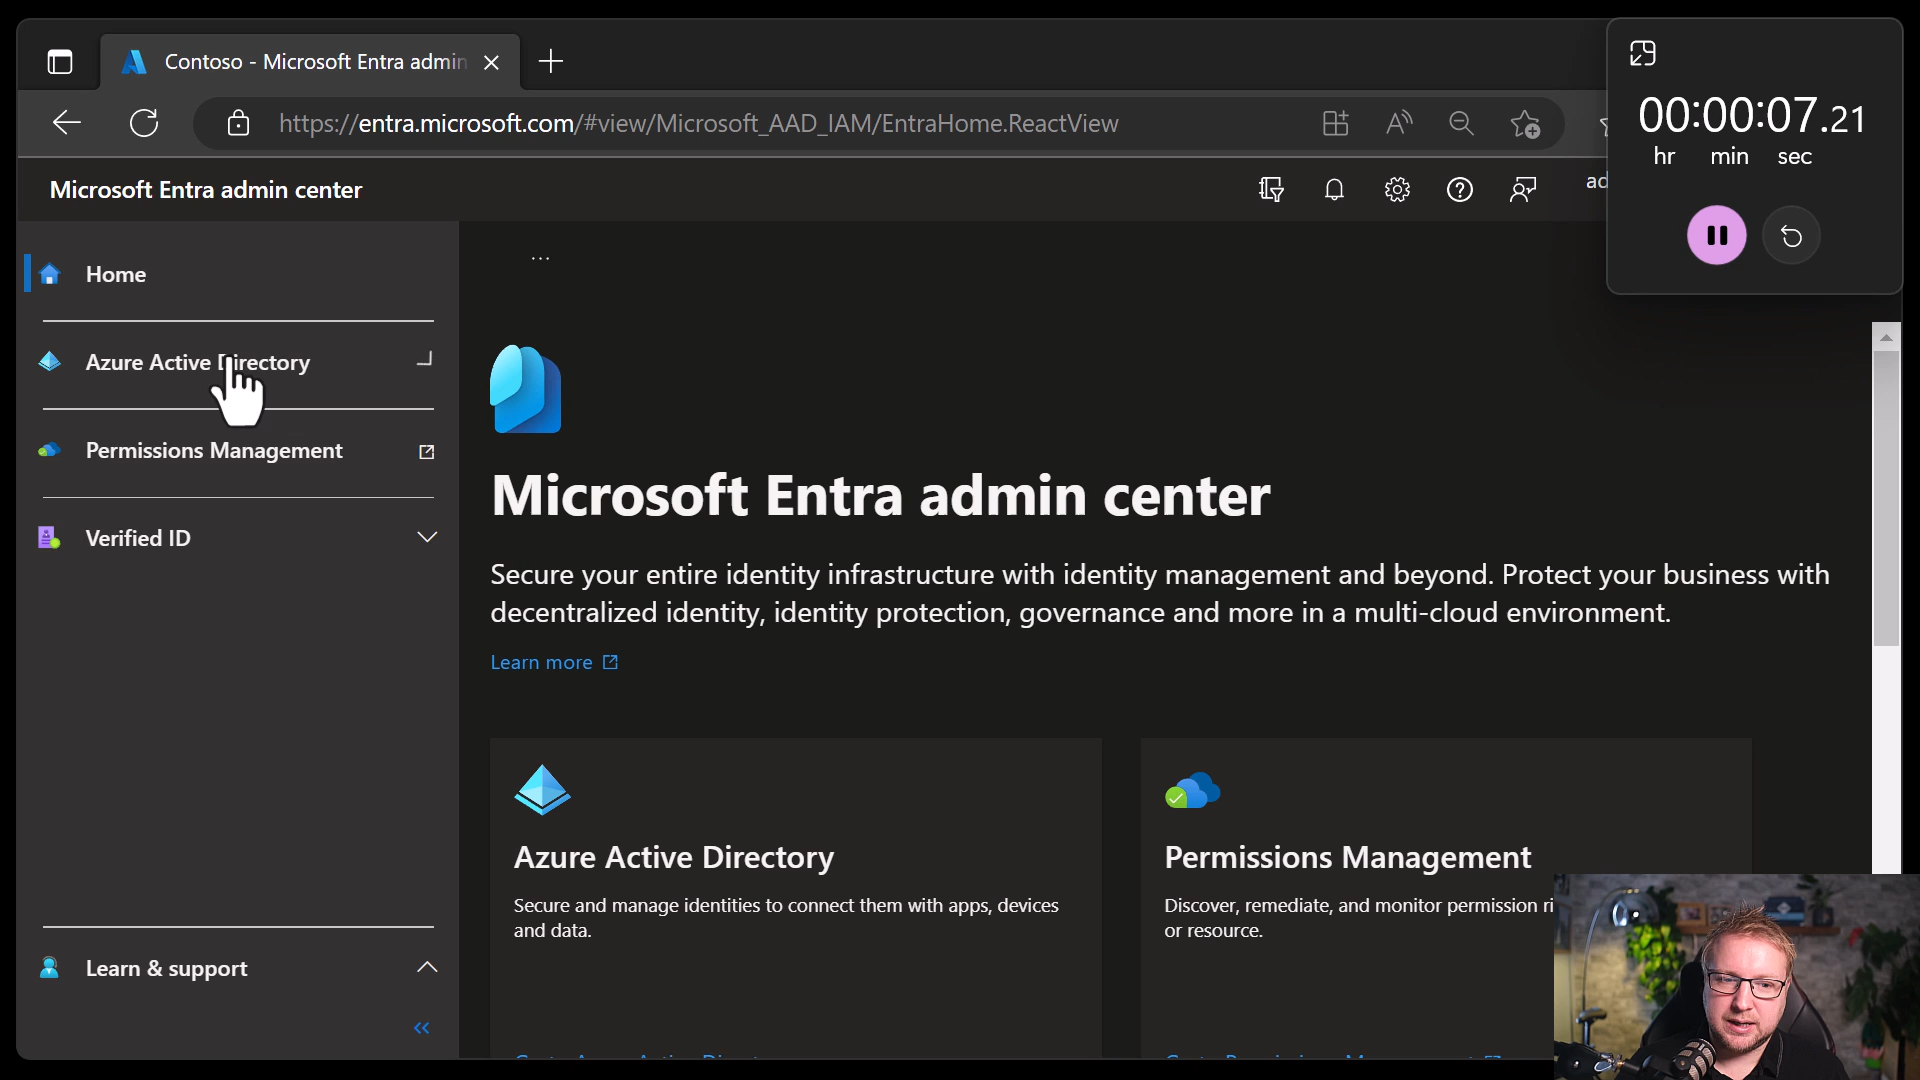 Contoso - Microsoft Entra admin
https://entra.microsoft.com/#view/Microsoft_AAD_IAM/EntraHome.ReactView
00:00:07.21
hr min sec
Microsoft Entra admin center
ad
Home
Azure Active Directory
Permissions Management
Verified ID
Learn & support
...
Microsoft Entra admin center
Secure your entire identity infrastructure with identity management and beyond. Protect your business with
decentralized identity, identity protection, governance and more in a multi-cloud environment.
Learn more
Azure Active Directory
Secure and manage identities to connect them with apps, devices
and data.
Permissions Management
Discover, remediate, and monitor permission ri
or resource.